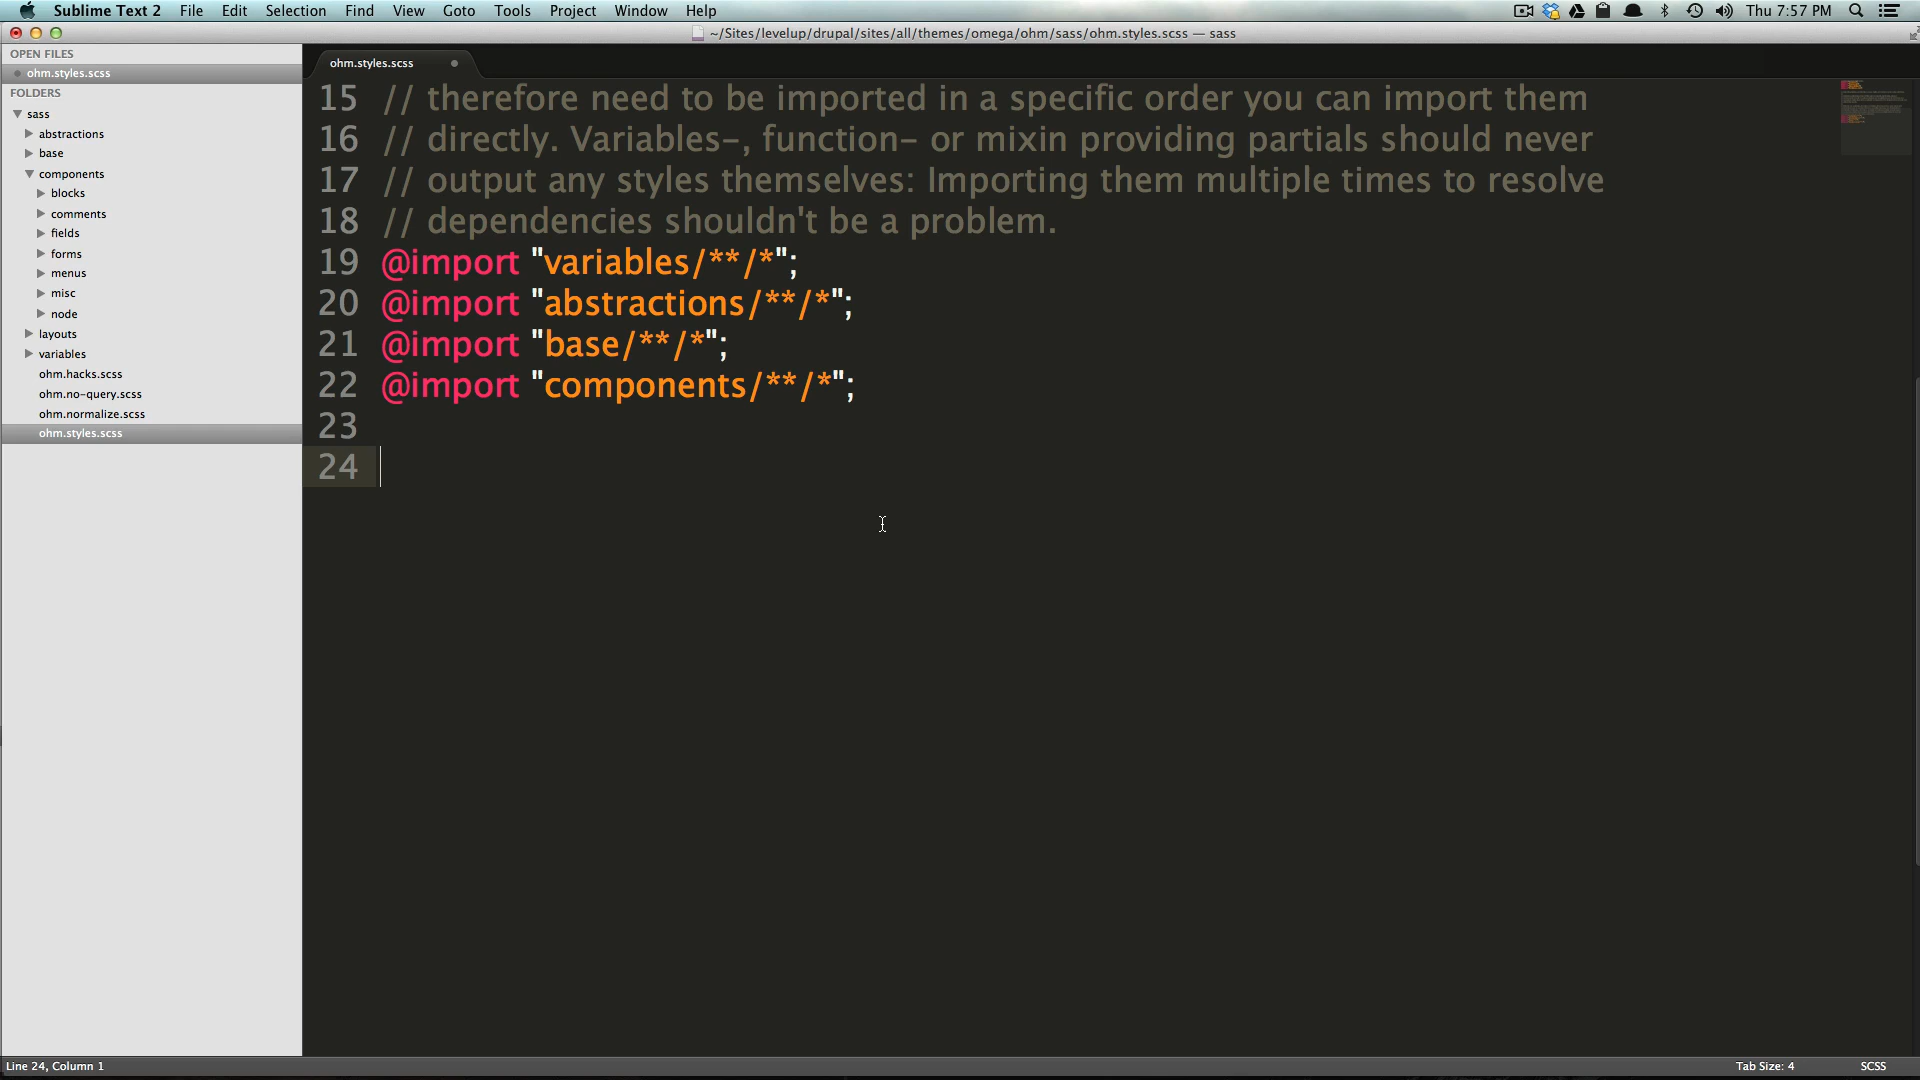 Sublime Text 2 File Edit Selection Find View Goto Tools Project Window Help Thu 7:57 PM
~/Sites/levelup/drupal/sites/all/themes/omega/ohm/sass/ohm.styles.scss — sass
OPEN FILES
ohm.styles.scss
FOLDERS
sass
abstractions
base
components
blocks
comments
fields
forms
menus
misc
node
layouts
variables
ohm.hacks.scss
ohm.no-query.scss
ohm.normalize.scss
ohm.styles.scss
ohm.styles.scss
15 // therefore need to be imported in a specific order you can import them
16 // directly. Variables-, function- or mixin providing partials should never
17 // output any styles themselves: Importing them multiple times to resolve
18 // dependencies shouldn't be a problem.
19 @import "variables/**/*";
20 @import "abstractions/**/*";
21 @import "base/**/*";
22 @import "components/**/*";
23
24
Line 24, Column 1 Tab Size: 4 SCSS